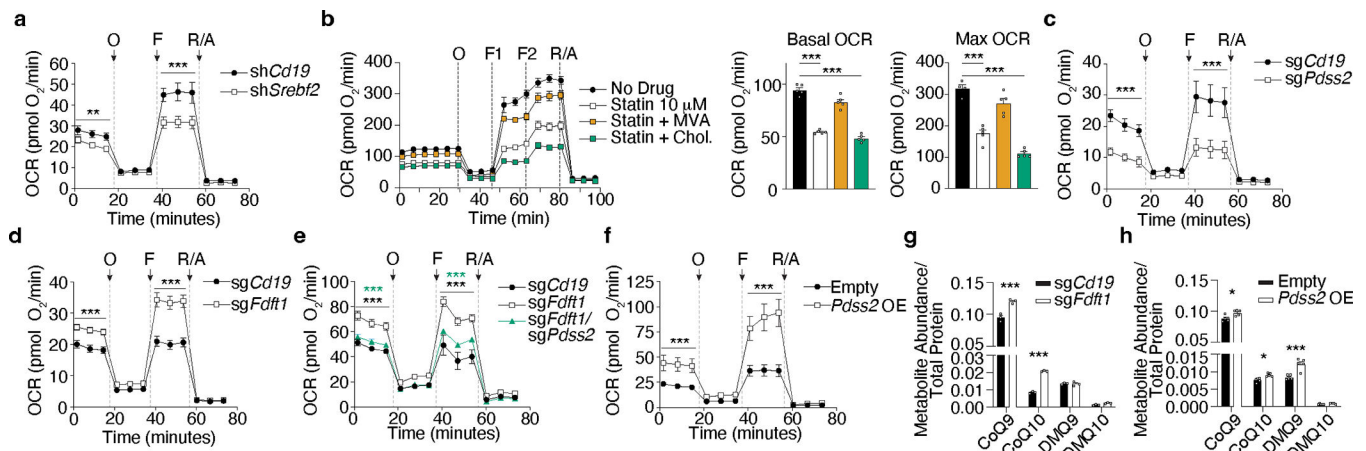 a
O F R/A
OCR (pmol O₂/min)
60
50
40
30
20
10
0
** ***
shCd19
shSrebf2
0 20 40 60 80
Time (minutes)
b
O F1 F2 R/A
OCR (pmol O₂/min)
400
300
200
100
0
No Drug
Statin 10 µM
Statin + MVA
Statin + Chol.
0 20 40 60 80 100
Time (min)
Basal OCR
***
***
OCR (pmol O₂/min)
100
50
0
Max OCR
***
***
OCR (pmol O₂/min)
400
300
200
100
0
c
O F R/A
OCR (pmol O₂/min)
40
30
20
10
0
*** ***
sgCd19
sgPdss2
0 20 40 60 80
Time (minutes)
d
O F R/A
OCR (pmol O₂/min)
40
30
20
10
0
*** ***
sgCd19
sgFdft1
0 20 40 60 80
Time (minutes)
e
O F R/A
OCR (pmol O₂/min)
100
80
60
40
20
0
*** ***
*** ***
sgCd19
sgFdft1
sgFdft1/
sgPdss2
0 20 40 60 80
Time (minutes)
f
O F R/A
OCR (pmol O₂/min)
125
100
75
50
25
0
*** ***
Empty
Pdss2 OE
0 20 40 60 80
Time (minutes)
g
Metabolite Abundance/
Total Protein
sgCd19
sgFdft1
0.15
0.10
0.03
0.02
0.01
0.00
***
***
CoQ9
CoQ10
DMQ9
DMQ10
h
Metabolite Abundance/
Total Protein
Empty
Pdss2 OE
0.15
0.10
0.05
0.015
0.010
0.005
0.000
*
*
***
CoQ9
CoQ10
DMQ9
DMQ10